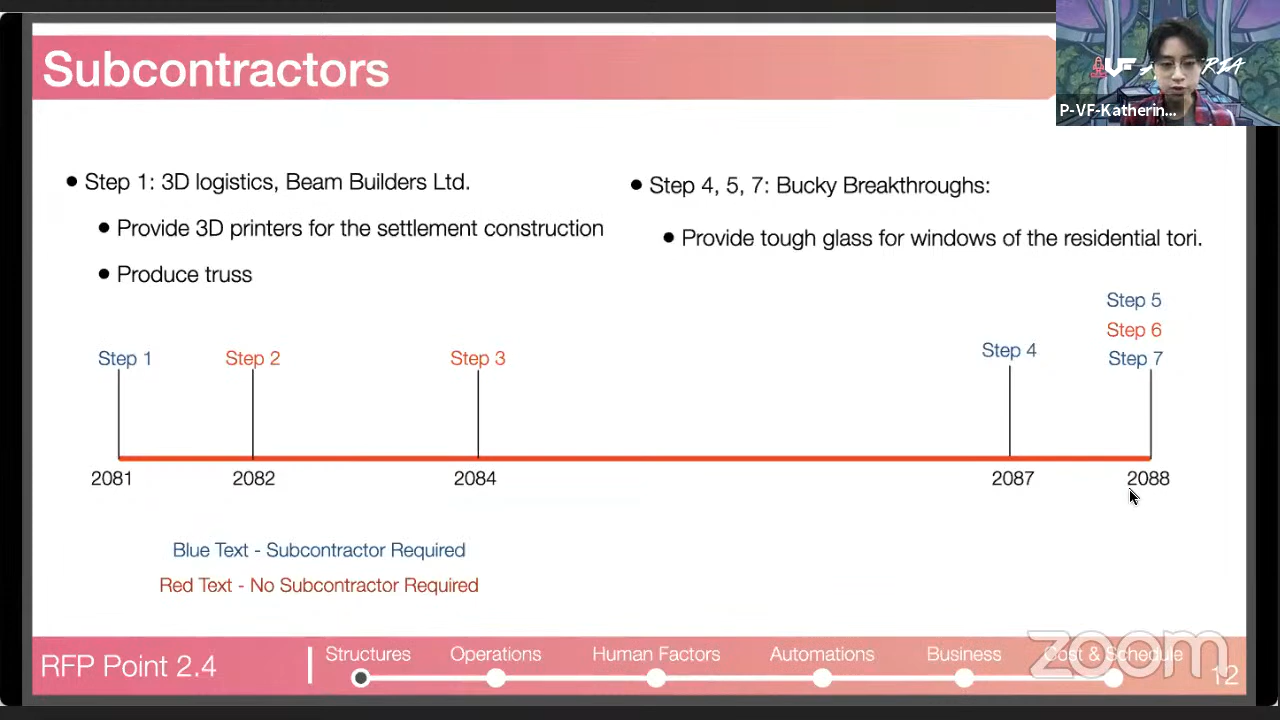 Subcontractors
P-VF-Katherin...
● Step 1: 3D logistics, Beam Builders Ltd.
● Provide 3D printers for the settlement construction
● Produce truss
● Step 4, 5, 7: Bucky Breakthroughs:
● Provide tough glass for windows of the residential tori.
Step 1
Step 2
Step 3
Step 4
Step 5
Step 6
Step 7
2081
2082
2084
2087
2088
Blue Text - Subcontractor Required
Red Text - No Subcontractor Required
RFP Point 2.4
Structures
Operations
Human Factors
Automations
Business
Cost & Schedule
zoom
12